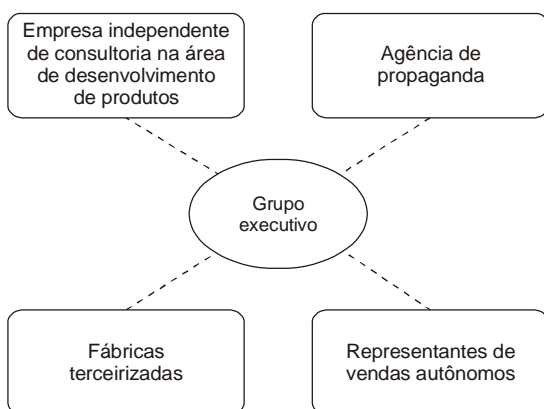 Empresa independente
de consultoria na área
de desenvolvimento
de produtos
Agência de
propaganda
Grupo
executivo
Fábricas
terceirizadas
Representantes de
vendas autônomos